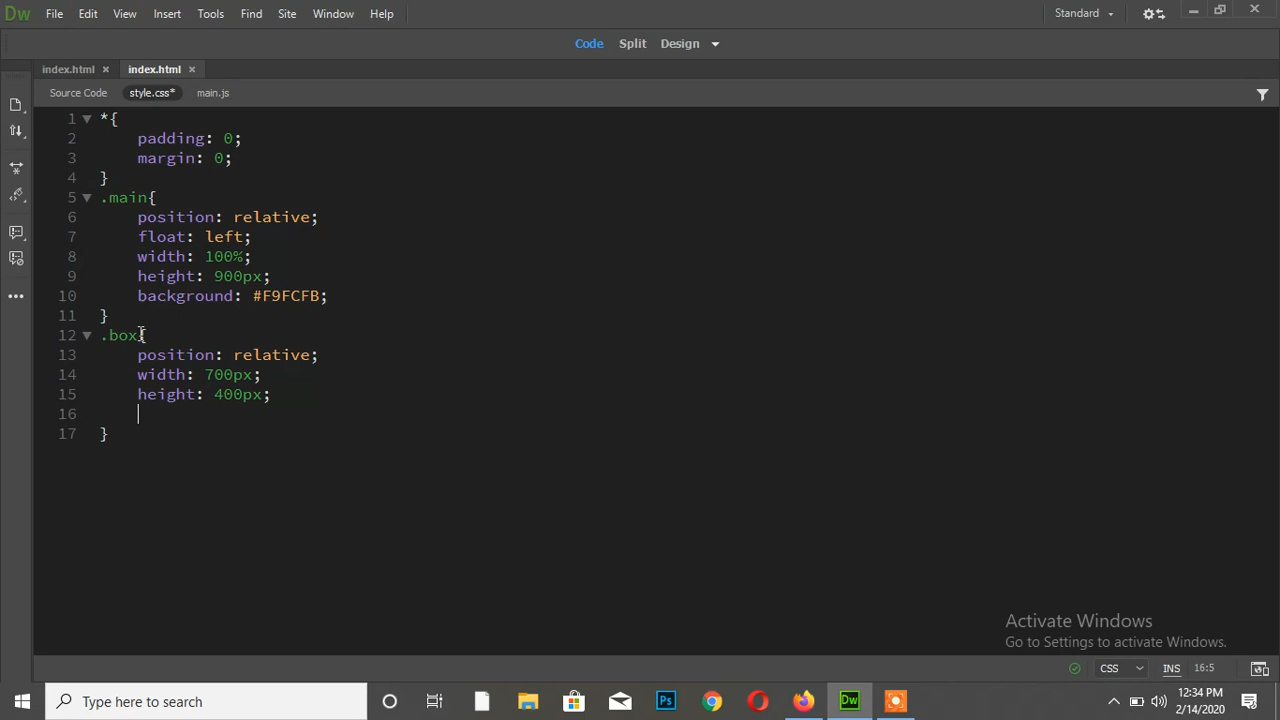 Dw File Edit View Insert Tools Find Site Window Help Standard
Code Split Design
index.html index.html
Source Code style.css* main.js
1 *{
2 padding: 0;
3 margin: 0;
4 }
5 .main{
6 position: relative;
7 float: left;
8 width: 100%;
9 height: 900px;
10 background: #F9FCFB;
11 }
12 .box{
13 position: relative;
14 width: 700px;
15 height: 400px;
16
17 }
Activate Windows
Go to Settings to activate Windows.
CSS INS 16:5
Type here to search
Ps
Dw
12:34 PM
2/14/2020